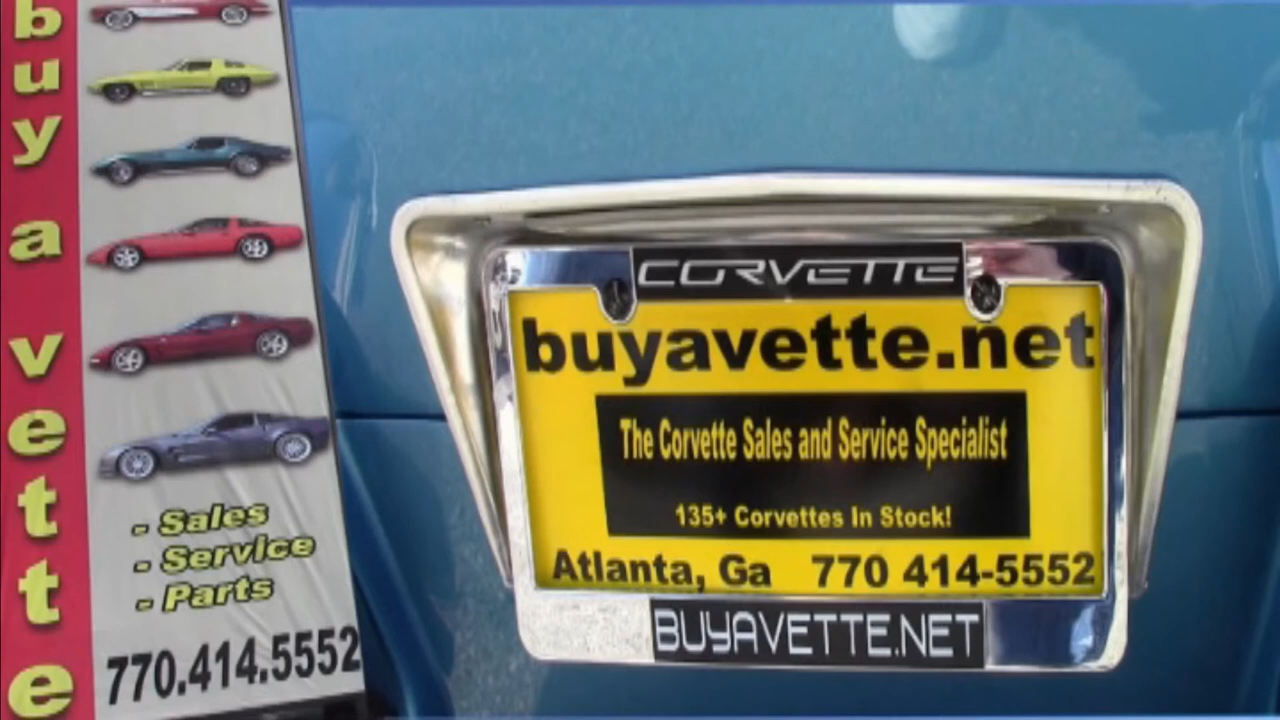 buy a vette
- Sales
- Service
- Parts
770.414.5552
CORVETTE
buyavette.net
The Corvette Sales and Service Specialist
135+ Corvettes In Stock!
Atlanta, Ga 770 414-5552
BUYAVETTE.NET